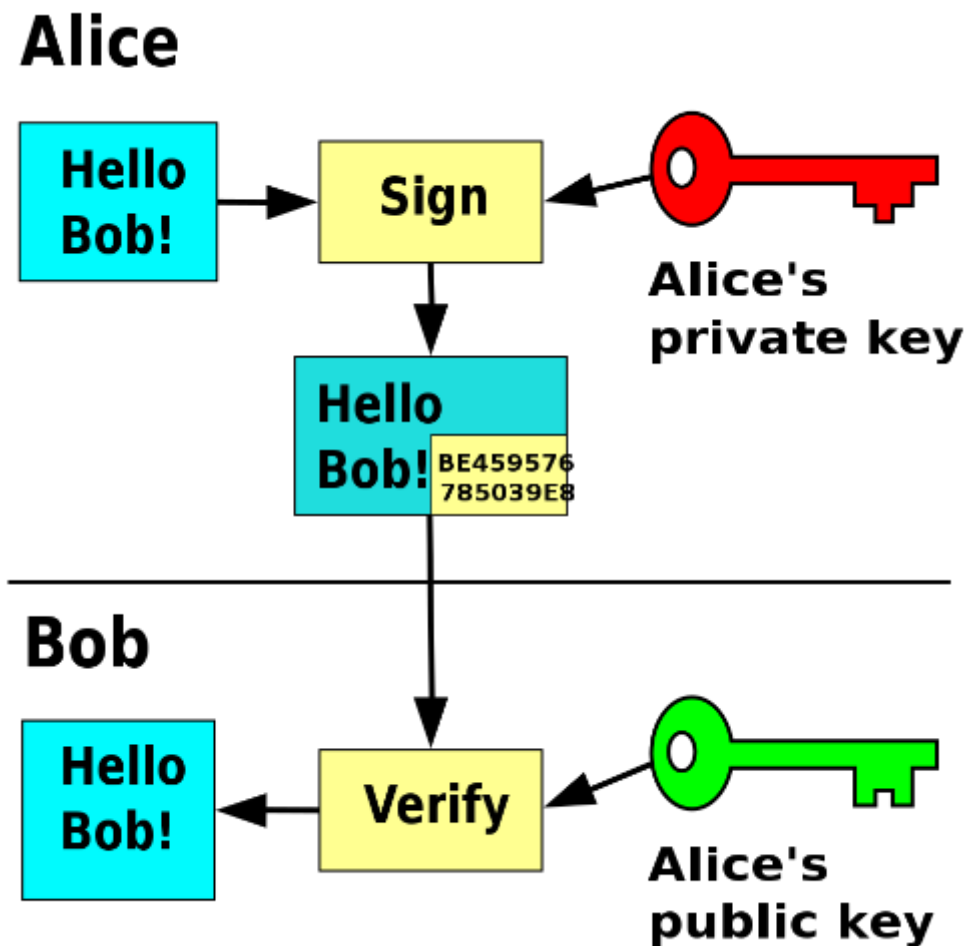 Alice
Hello
Bob!
Sign
Alice's
private key
Hello
Bob!
BE459576
785039E8
Bob
Hello
Bob!
Verify
Alice's
public key